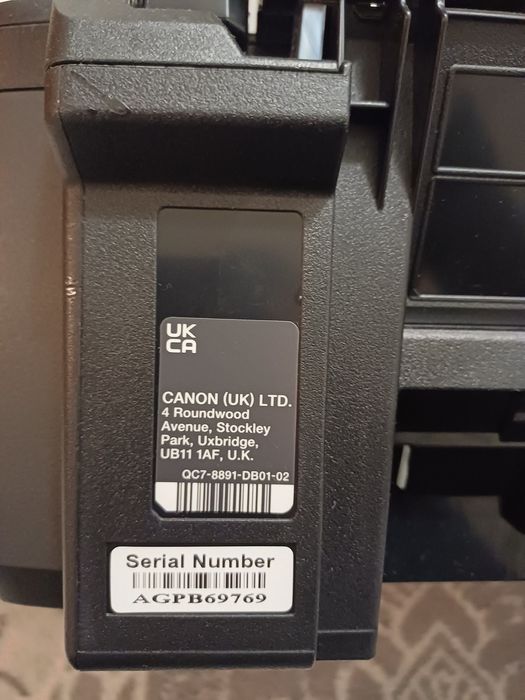 UK
CA
CANON (UK) LTD.
4 Roundwood
Avenue, Stockley
Park, Uxbridge,
UB11 1AF, U.K.
QC7-8891-DB01-02
Serial Number
AGPB69769